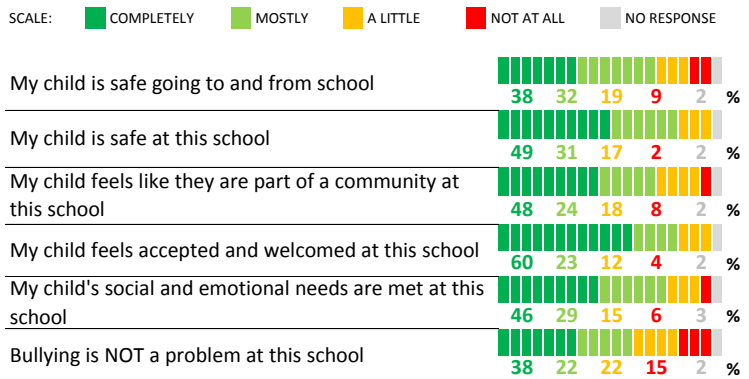 SCALE: COMPLETELY MOSTLY A LITTLE NOT AT ALL NO RESPONSE
My child is safe going to and from school
38 32 19 9 2 %
My child is safe at this school
49 31 17 2 2 %
My child feels like they are part of a community at
this school
48 24 18 8 2 %
My child feels accepted and welcomed at this school
60 23 12 4 2 %
My child's social and emotional needs are met at this
school
46 29 15 6 3 %
Bullying is NOT a problem at this school
38 22 22 15 2 %